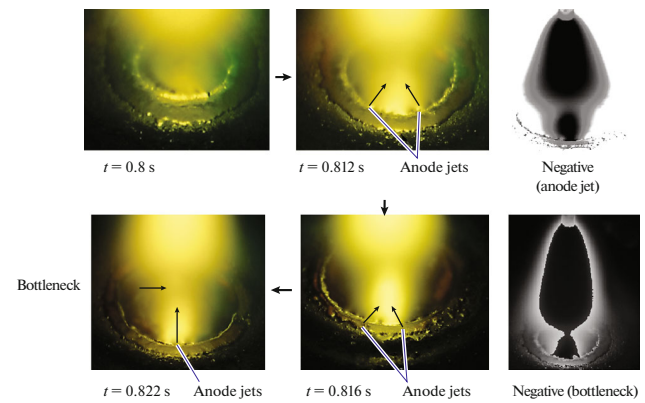 t = 0.8 s
t = 0.812 s
Anode jets
Negative
(anode jet)
Bottleneck
t = 0.822 s
Anode jets
t = 0.816 s
Anode jets
Negative (bottleneck)